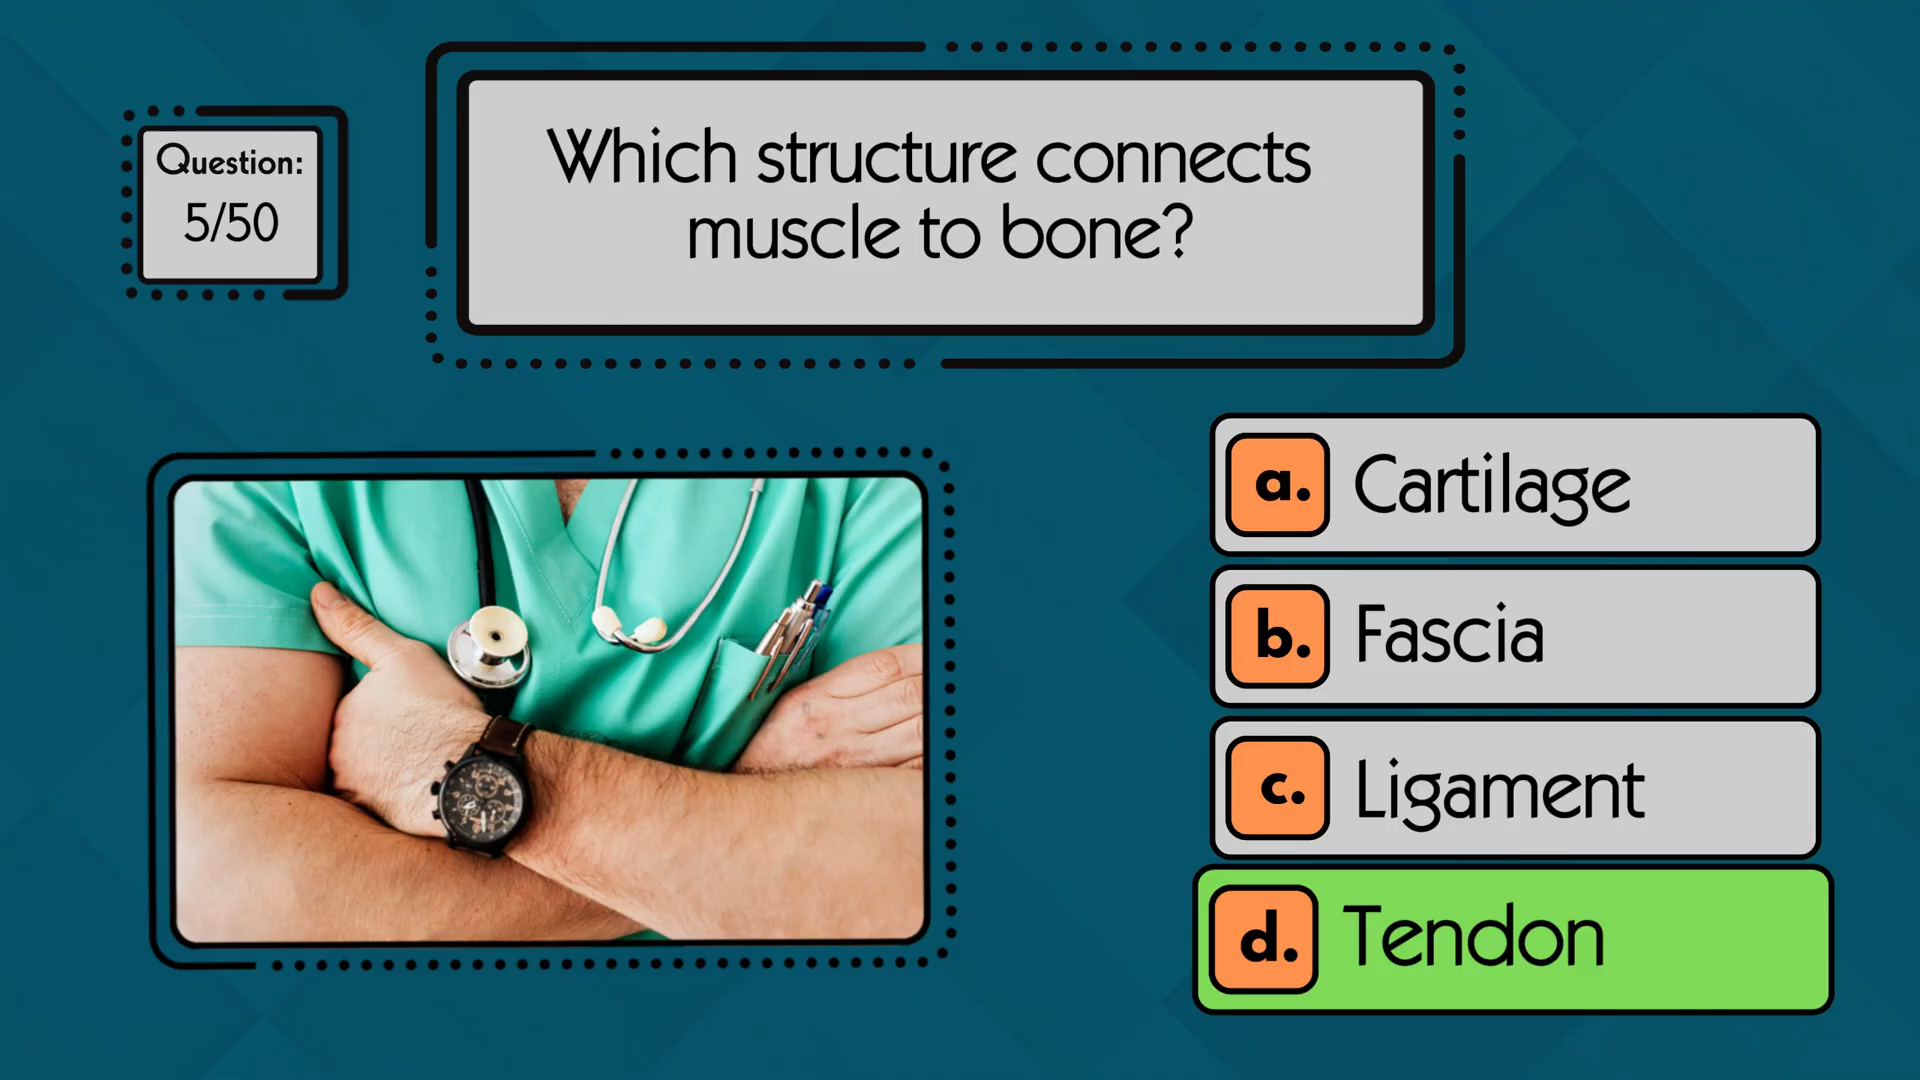 Question:
5/50
Which structure connects
muscle to bone?
a. Cartilage
b. Fascia
c. Ligament
d. Tendon